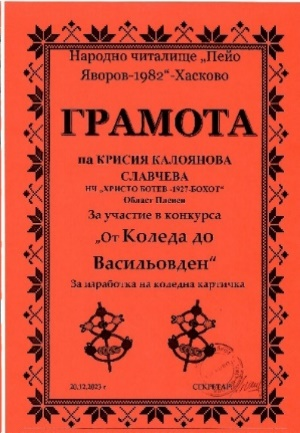 Народно читалище „Пейо
Яворов-1982“-Хасково
ГРАМОТА
на КРИСИЯ КАЛОЯНОВА
СЛАВЧЕВА
НЧ „ХРИСТО БОТЕВ -1927-БОХОТ“
Област Плевен
За участие в конкурса
„От Коледа до
Васильовден“
За изработка на коледна картичка
20.12.2023 г
СЕКРЕТАР